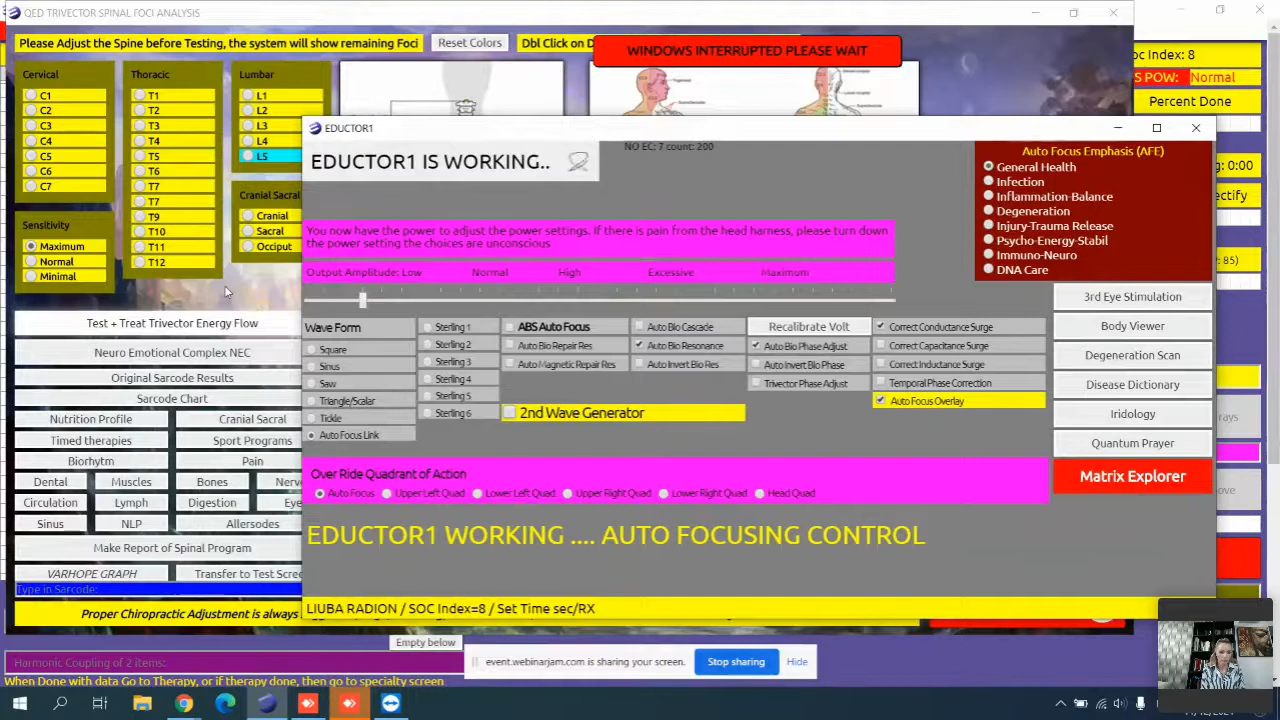 QED TRIVECTOR SPINAL FOCI ANALYSIS
Please Adjust the Spine before Testing, the system will show remaining Foci
Reset Colors
Dbl Click on D
WINDOWS INTERRUPTED PLEASE WAIT
oc Index: 8
S POW: Normal
Percent Done
g: 0:00
ectify
85)
rays
ove
Cervical
C1
C2
C3
C4
C5
C6
C7
Thoracic
T1
T2
T3
T4
T5
T6
T7
T7
T9
T10
T11
T12
Lumbar
L1
L2
L3
L4
L5
Cranial Sacral
Cranial
Sacral
Occiput
Sensitivity
Maximum
Normal
Minimal
Test + Treat Trivector Energy Flow
Neuro Emotional Complex NEC
Original Sarcode Results
Sarcode Chart
Nutrition Profile
Cranial Sacral
Timed therapies
Sport Programs
Biorhytm
Pain
Dental
Muscles
Bones
Nerv
Circulation
Lymph
Digestion
Eye
Sinus
NLP
Allersodes
Make Report of Spinal Program
VARHOPE GRAPH
Transfer to Test Scree
Type in Sarcode:
Proper Chiropractic Adjustment is always
EDUCTOR1
EDUCTOR1 IS WORKING..
NO EC: 7 count: 200
Auto Focus Emphasis (AFE)
General Health
Infection
Inflammation-Balance
Degeneration
Injury-Trauma Release
Psycho-Energy-Stabil
Immuno-Neuro
DNA Care
You now have the power to adjust the power settings. If there is pain from the head harness, please turn down
the power setting the choices are unconscious
Output Amplitude: Low
Normal
High
Excessive
Maximum
Wave Form
Square
Sinus
Saw
Triangle/Scalar
Tickle
Auto Focus Link
Sterling 1
Sterling 2
Sterling 3
Sterling 4
Sterling 5
Sterling 6
ABS Auto Focus
Auto Bio Repair Res
Auto Magnetic Repair Res
2nd Wave Generator
Auto Bio Cascade
Auto Bio Resonance
Auto Invert Bio Res
Recalibrate Volt
Auto Bio Phase Adjust
Auto Invert Bio Phase
Trivector Phase Adjust
Correct Conductance Surge
Correct Capacitance Surge
Correct Inductance Surge
Temporal Phase Correction
Auto Focus Overlay
3rd Eye Stimulation
Body Viewer
Degeneration Scan
Disease Dictionary
Iridology
Quantum Prayer
Matrix Explorer
Over Ride Quadrant of Action
Auto Focus
Upper Left Quad
Lower Left Quad
Upper Right Quad
Lower Right Quad
Head Quad
EDUCTOR1 WORKING .... AUTO FOCUSING CONTROL
LIUBA RADION / SOC Index=8 / Set Time sec/RX
Empty below
Harmonic Coupling of 2 items:
When Done with data Go to Therapy, or if therapy done, then go to specialty screen
event.webinarjam.com is sharing your screen.
Stop sharing
Hide